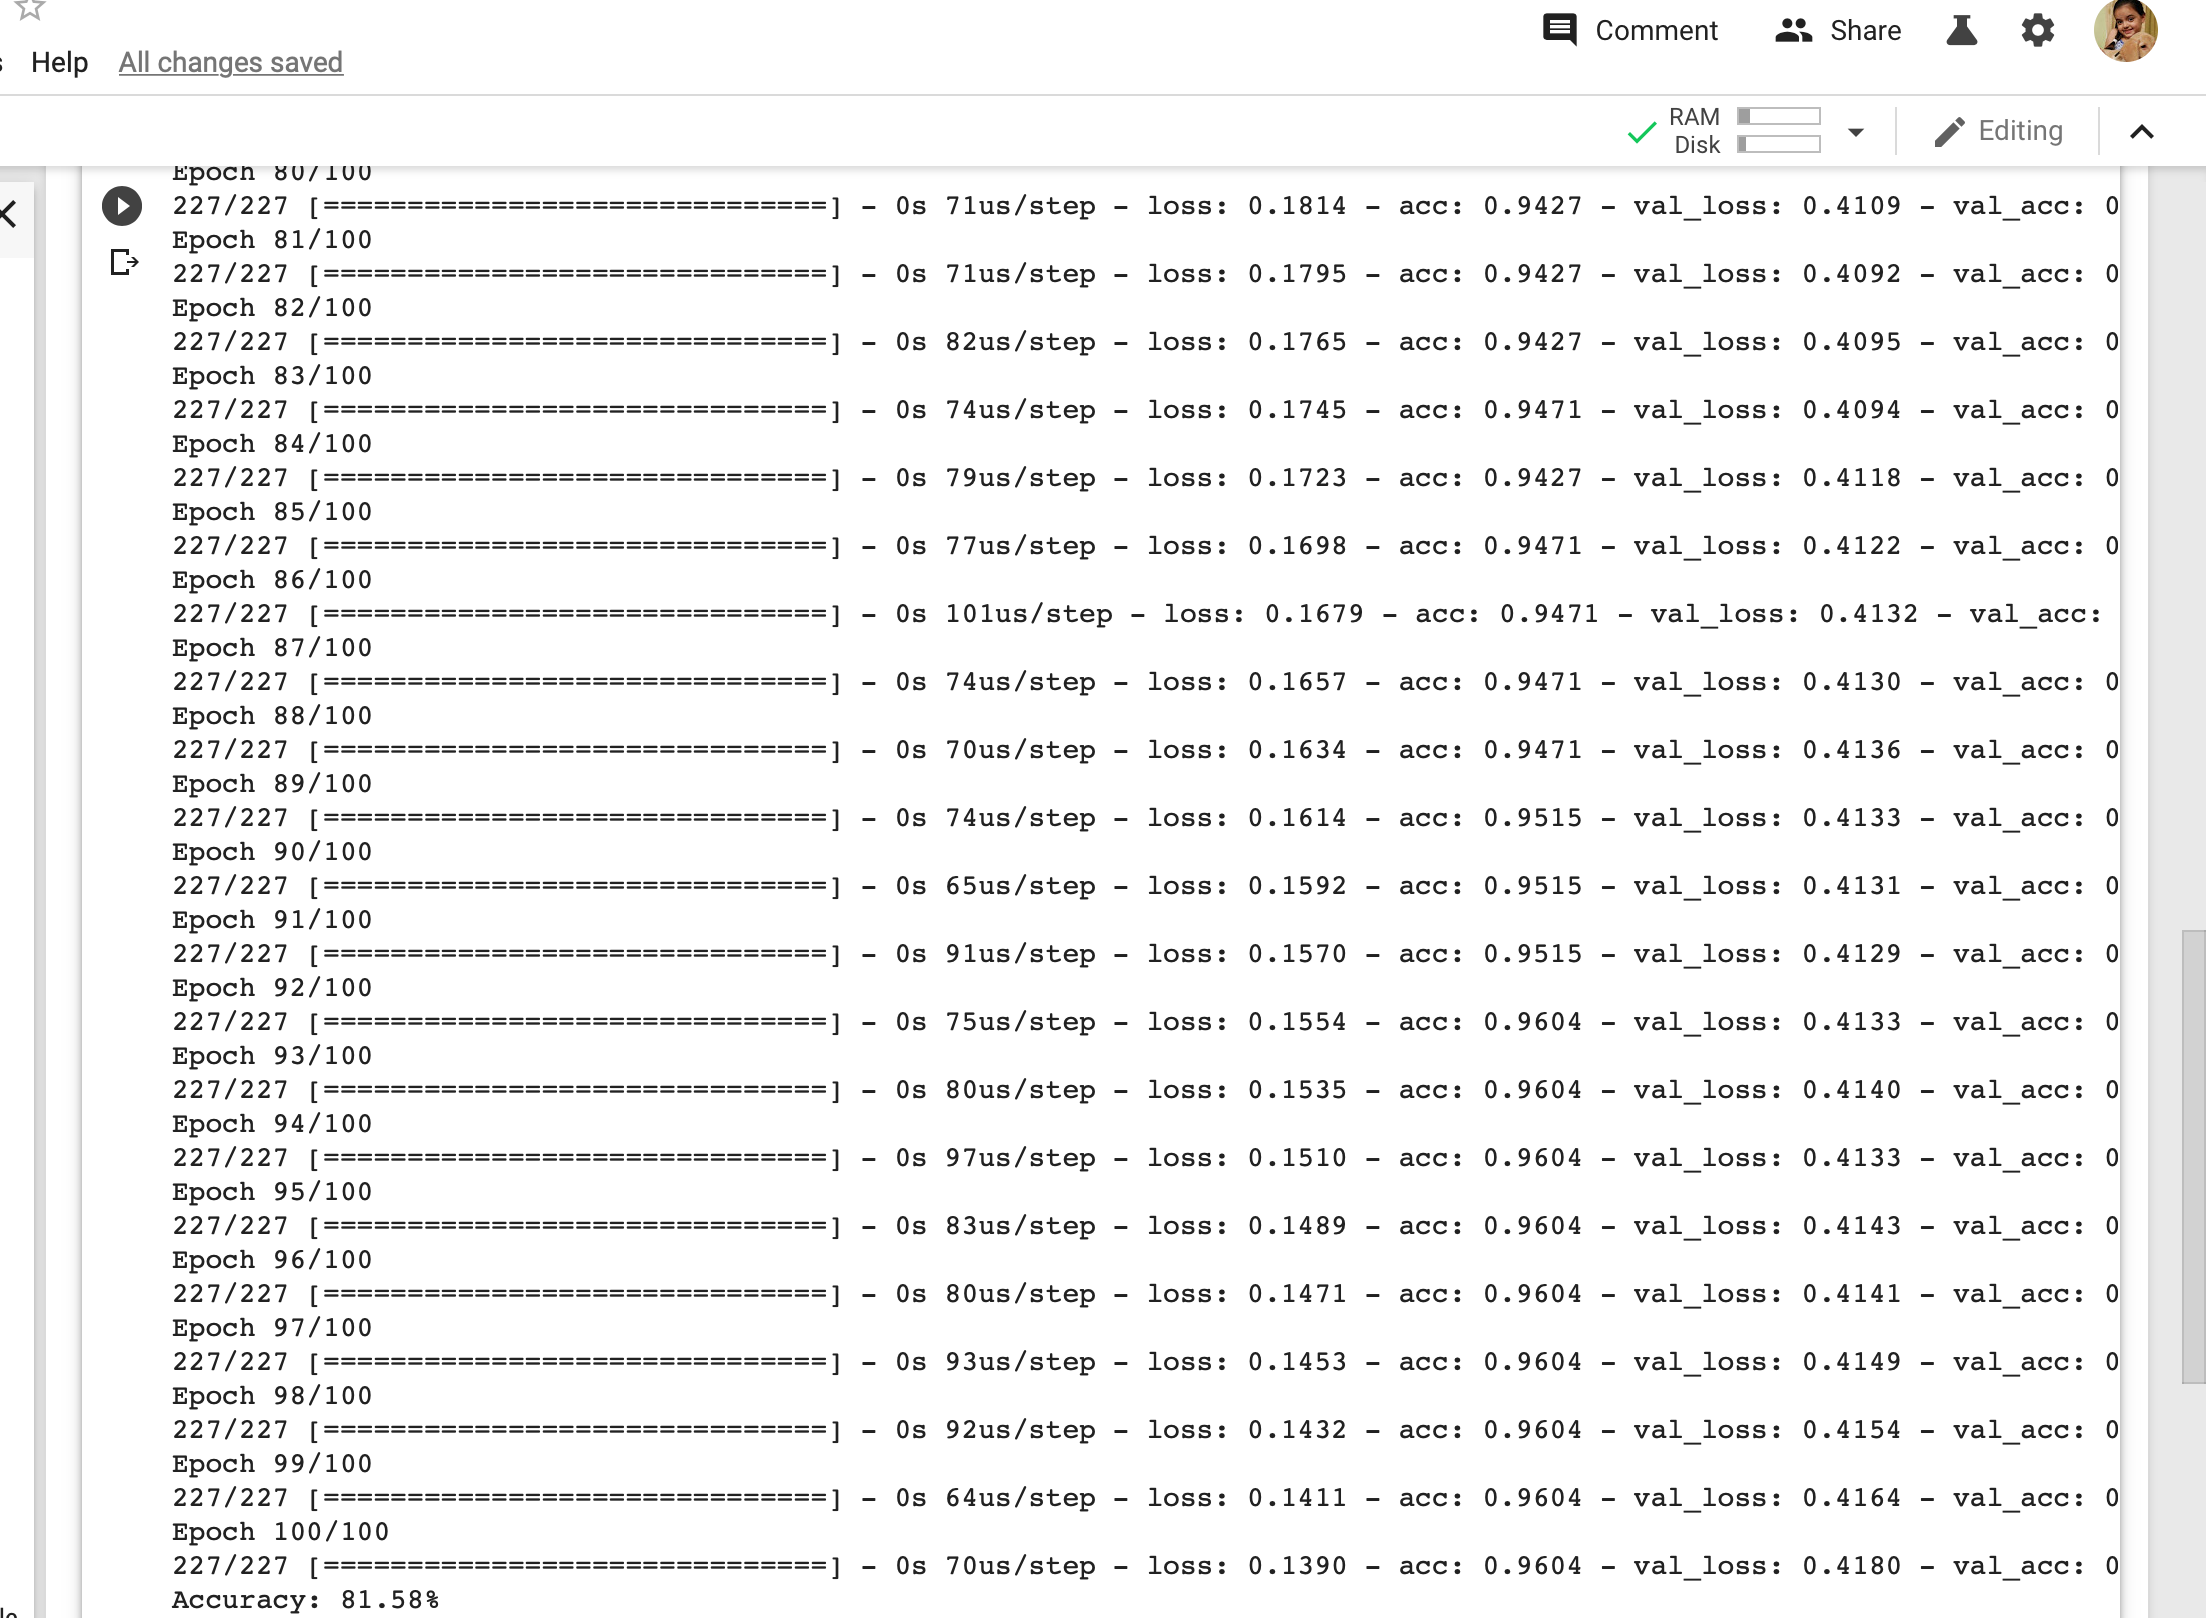 Comment Share
Help All changes saved
RAM
Disk
Editing
Epoch 80/100
227/227 [==============================] - 0s 71us/step - loss: 0.1814 - acc: 0.9427 - val_loss: 0.4109 - val_acc: 0
Epoch 81/100
227/227 [==============================] - 0s 71us/step - loss: 0.1795 - acc: 0.9427 - val_loss: 0.4092 - val_acc: 0
Epoch 82/100
227/227 [==============================] - 0s 82us/step - loss: 0.1765 - acc: 0.9427 - val_loss: 0.4095 - val_acc: 0
Epoch 83/100
227/227 [==============================] - 0s 74us/step - loss: 0.1745 - acc: 0.9471 - val_loss: 0.4094 - val_acc: 0
Epoch 84/100
227/227 [==============================] - 0s 79us/step - loss: 0.1723 - acc: 0.9427 - val_loss: 0.4118 - val_acc: 0
Epoch 85/100
227/227 [==============================] - 0s 77us/step - loss: 0.1698 - acc: 0.9471 - val_loss: 0.4122 - val_acc: 0
Epoch 86/100
227/227 [==============================] - 0s 101us/step - loss: 0.1679 - acc: 0.9471 - val_loss: 0.4132 - val_acc:
Epoch 87/100
227/227 [==============================] - 0s 74us/step - loss: 0.1657 - acc: 0.9471 - val_loss: 0.4130 - val_acc: 0
Epoch 88/100
227/227 [==============================] - 0s 70us/step - loss: 0.1634 - acc: 0.9471 - val_loss: 0.4136 - val_acc: 0
Epoch 89/100
227/227 [==============================] - 0s 74us/step - loss: 0.1614 - acc: 0.9515 - val_loss: 0.4133 - val_acc: 0
Epoch 90/100
227/227 [==============================] - 0s 65us/step - loss: 0.1592 - acc: 0.9515 - val_loss: 0.4131 - val_acc: 0
Epoch 91/100
227/227 [==============================] - 0s 91us/step - loss: 0.1570 - acc: 0.9515 - val_loss: 0.4129 - val_acc: 0
Epoch 92/100
227/227 [==============================] - 0s 75us/step - loss: 0.1554 - acc: 0.9604 - val_loss: 0.4133 - val_acc: 0
Epoch 93/100
227/227 [==============================] - 0s 80us/step - loss: 0.1535 - acc: 0.9604 - val_loss: 0.4140 - val_acc: 0
Epoch 94/100
227/227 [==============================] - 0s 97us/step - loss: 0.1510 - acc: 0.9604 - val_loss: 0.4133 - val_acc: 0
Epoch 95/100
227/227 [==============================] - 0s 83us/step - loss: 0.1489 - acc: 0.9604 - val_loss: 0.4143 - val_acc: 0
Epoch 96/100
227/227 [==============================] - 0s 80us/step - loss: 0.1471 - acc: 0.9604 - val_loss: 0.4141 - val_acc: 0
Epoch 97/100
227/227 [==============================] - 0s 93us/step - loss: 0.1453 - acc: 0.9604 - val_loss: 0.4149 - val_acc: 0
Epoch 98/100
227/227 [==============================] - 0s 92us/step - loss: 0.1432 - acc: 0.9604 - val_loss: 0.4154 - val_acc: 0
Epoch 99/100
227/227 [==============================] - 0s 64us/step - loss: 0.1411 - acc: 0.9604 - val_loss: 0.4164 - val_acc: 0
Epoch 100/100
227/227 [==============================] - 0s 70us/step - loss: 0.1390 - acc: 0.9604 - val_loss: 0.4180 - val_acc: 0
Accuracy: 81.58%